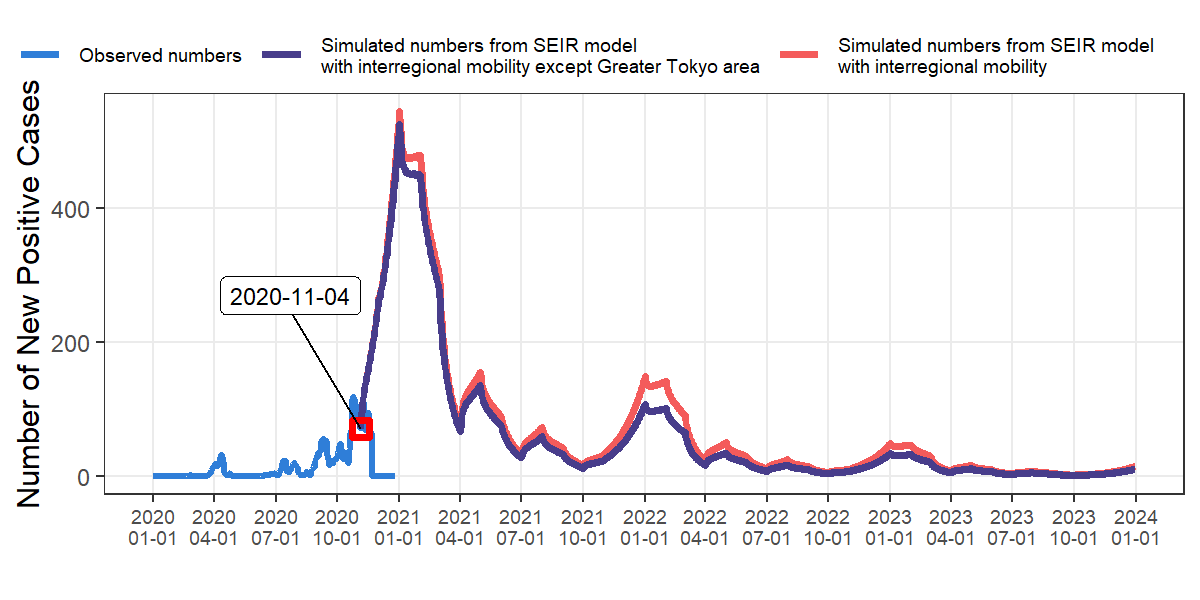 Observed numbers
Simulated numbers from SEIR model
with interregional mobility except Greater Tokyo area
Simulated numbers from SEIR model
with interregional mobility
Number of New Positive Cases
400
200
0
2020-11-04
2020 2020 2020 2020 2021 2021 2021 2021 2022 2022 2022 2022 2023 2023 2023 2023 2024
01-01 04-01 07-01 10-01 01-01 04-01 07-01 10-01 01-01 04-01 07-01 10-01 01-01 04-01 07-01 10-01 01-01